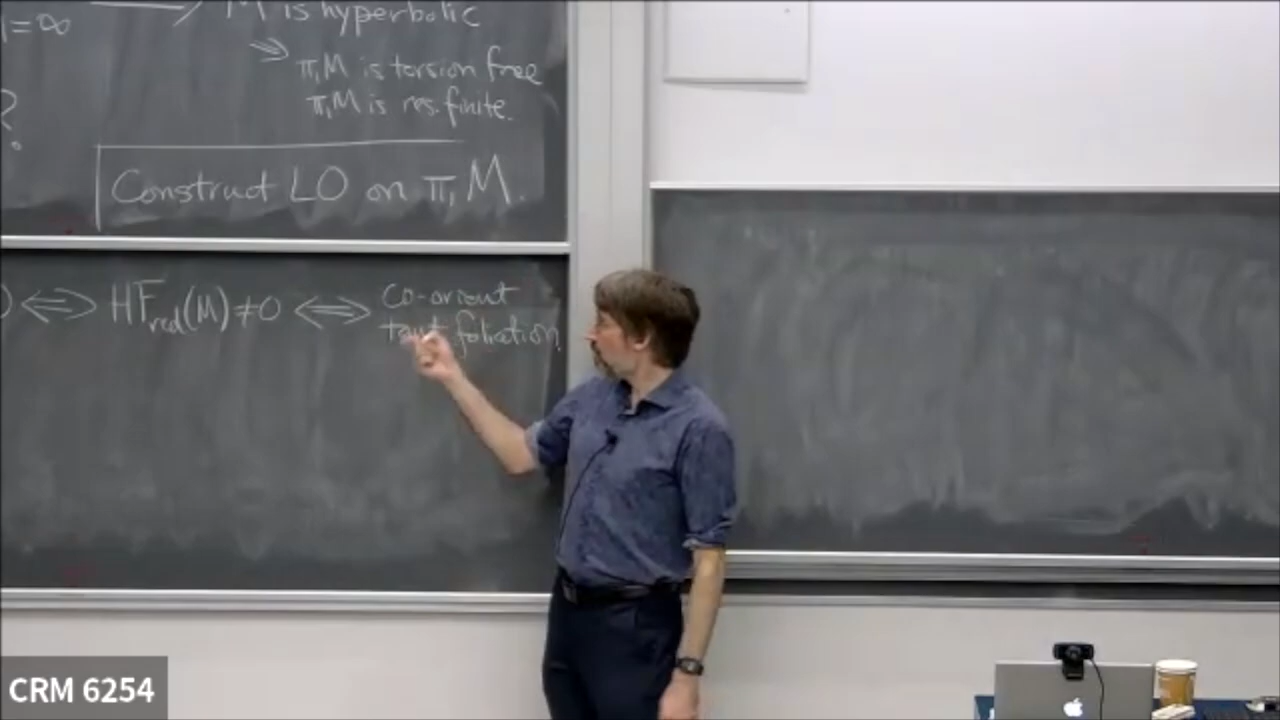 1=∞ → M is hyperbolic
⇒ π₁M is torsion free
? π₁M is res. finite.
Construct LO on π₁M.
) ⟺ HF_red(M)≠0 ⟺ Co-orient
taut foliation.
CRM 6254